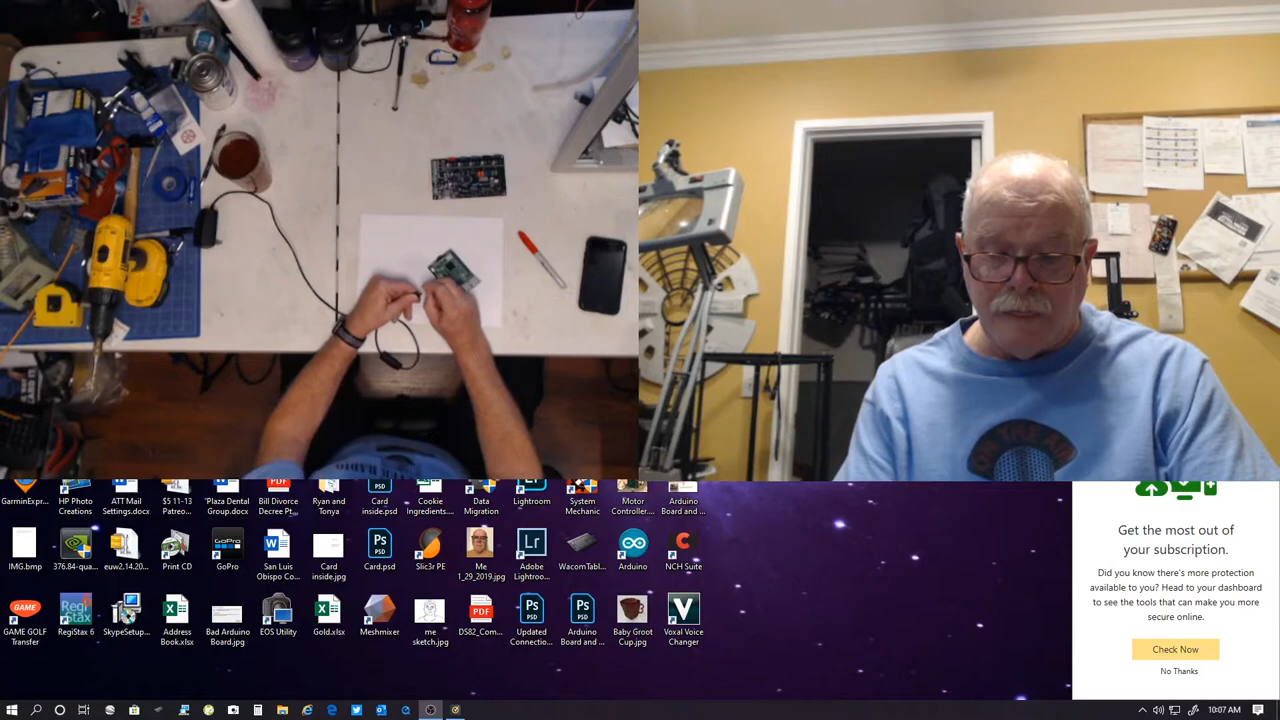 ON THE AIR
GarminExpr...
HP Photo
Creations
ATT Mail
Settings.docx
$5 11-13
Patreo...
"Plaza Dental
Group.docx
Bill Divorce
Decree Pt...
Ryan and
Tonya
Card
inside.psd
Cookie
Ingredients....
Data
Migration
Lightroom
System
Mechanic
Motor
Controller....
Arduino
Board and ...
IMG.bmp
376.84-qua...
euw2.14.20...
Print CD
GoPro
San Luis
Obispo Co...
Card
inside.jpg
Card.psd
Slic3r PE
Me
1_29_2019.jpg
Adobe
Lightroo...
WacomTabl...
Arduino
NCH Suite
GAME GOLF
Transfer
RegiStax 6
SkypeSetup...
Address
Book.xlsx
Bad Arduino
Board.jpg
EOS Utility
Gold.xlsx
Meshmixer
me
sketch.jpg
DS82_Com...
Updated
Connectio...
Arduino
Board and ...
Baby Groot
Cup.jpg
Voxal Voice
Changer
Get the most out of
your subscription.
Did you know there's more protection
available to you? Head to your dashboard
to see the tools that can make you more
secure online.
Check Now
No Thanks
10:07 AM